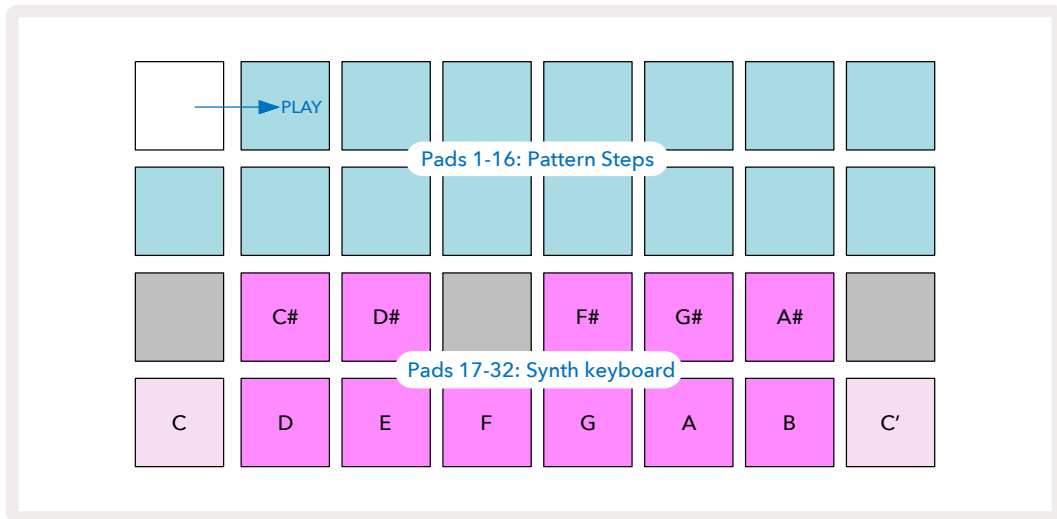 PLAY
Pads 1-16: Pattern Steps
C# D# F# G# A#
Pads 17-32: Synth keyboard
C D E F G A B C’